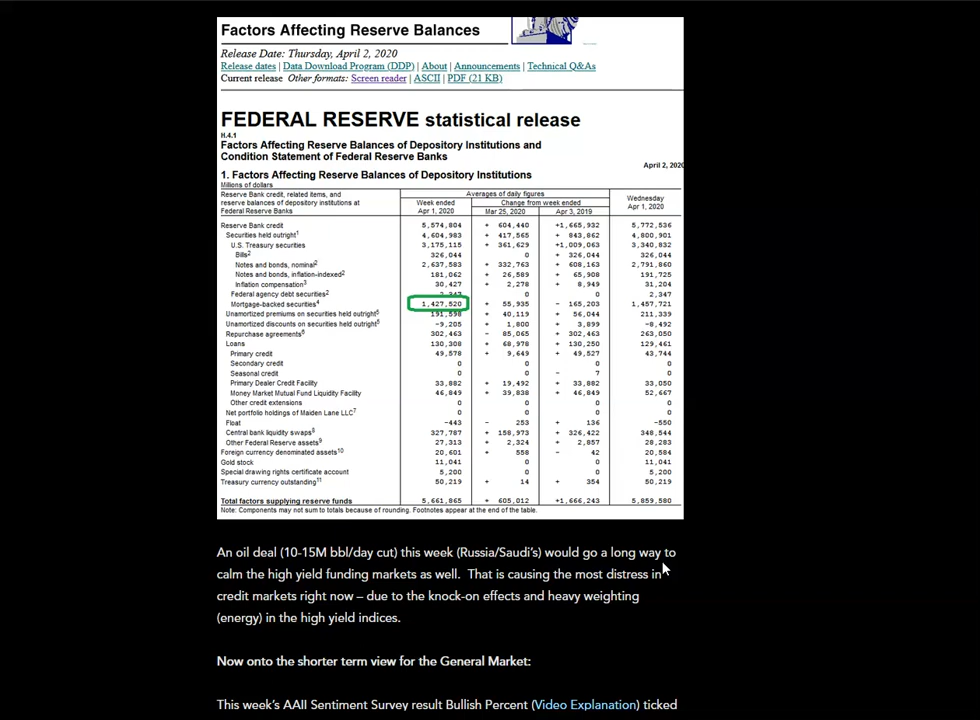 Factors Affecting Reserve Balances
Release Date: Thursday, April 2, 2020
Release dates | Data Download Program (DDP) | About | Announcements | Technical Q&As
Current release Other formats: Screen reader | ASCII | PDF (21 KB)
FEDERAL RESERVE statistical release
H.4.1
Factors Affecting Reserve Balances of Depository Institutions and
Condition Statement of Federal Reserve Banks
April 2, 2020
1. Factors Affecting Reserve Balances of Depository Institutions
Millions of dollars
Reserve Bank credit, related items, and
reserve balances of depository institutions at
Federal Reserve Banks
Averages of daily figures
Week ended
Apr 1, 2020
Change from week ended
Mar 25, 2020 Apr 3, 2019
Wednesday
Apr 1, 2020
Reserve Bank credit 5,574,804 + 604,440 +1,665,932 5,772,536
Securities held outright1 4,604,983 + 417,565 + 843,862 4,800,901
U.S. Treasury securities 3,175,115 + 361,629 +1,009,063 3,340,832
Bills2 326,044 0 + 326,044 326,044
Notes and bonds, nominal2 2,637,583 + 332,763 + 608,163 2,791,860
Notes and bonds, inflation-indexed2 181,062 + 26,589 + 65,908 191,725
Inflation compensation3 30,427 + 2,278 + 8,949 31,204
Federal agency debt securities2 2,347 0 0 2,347
Mortgage-backed securities4 1,427,520 + 55,935 - 165,203 1,457,721
Unamortized premiums on securities held outright5 191,598 + 40,119 + 56,044 211,339
Unamortized discounts on securities held outright5 -9,205 + 1,800 + 3,899 -8,492
Repurchase agreements6 302,463 - 85,065 + 302,463 263,050
Loans 130,308 + 68,978 + 130,250 129,461
Primary credit 49,578 + 9,649 + 49,527 43,744
Secondary credit 0 0 0 0
Seasonal credit 0 0 - 7 0
Primary Dealer Credit Facility 33,882 + 19,492 + 33,882 33,050
Money Market Mutual Fund Liquidity Facility 46,849 + 39,838 + 46,849 52,667
Other credit extensions 0 0 0 0
Net portfolio holdings of Maiden Lane LLC7 0 0 0 0
Float -443 - 253 + 136 -550
Central bank liquidity swaps8 327,787 + 158,973 + 326,422 348,544
Other Federal Reserve assets9 27,313 + 2,324 + 2,857 28,283
Foreign currency denominated assets10 20,601 + 558 - 42 20,584
Gold stock 11,041 0 0 11,041
Special drawing rights certificate account 5,200 0 0 5,200
Treasury currency outstanding11 50,219 + 14 + 354 50,219
Total factors supplying reserve funds 5,661,865 + 605,012 +1,666,243 5,859,580
Note: Components may not sum to totals because of rounding. Footnotes appear at the end of the table.
An oil deal (10-15M bbl/day cut) this week (Russia/Saudi's) would go a long way to
calm the high yield funding markets as well. That is causing the most distress in
credit markets right now – due to the knock-on effects and heavy weighting
(energy) in the high yield indices.
Now onto the shorter term view for the General Market:
This week's AAII Sentiment Survey result Bullish Percent (Video Explanation) ticked